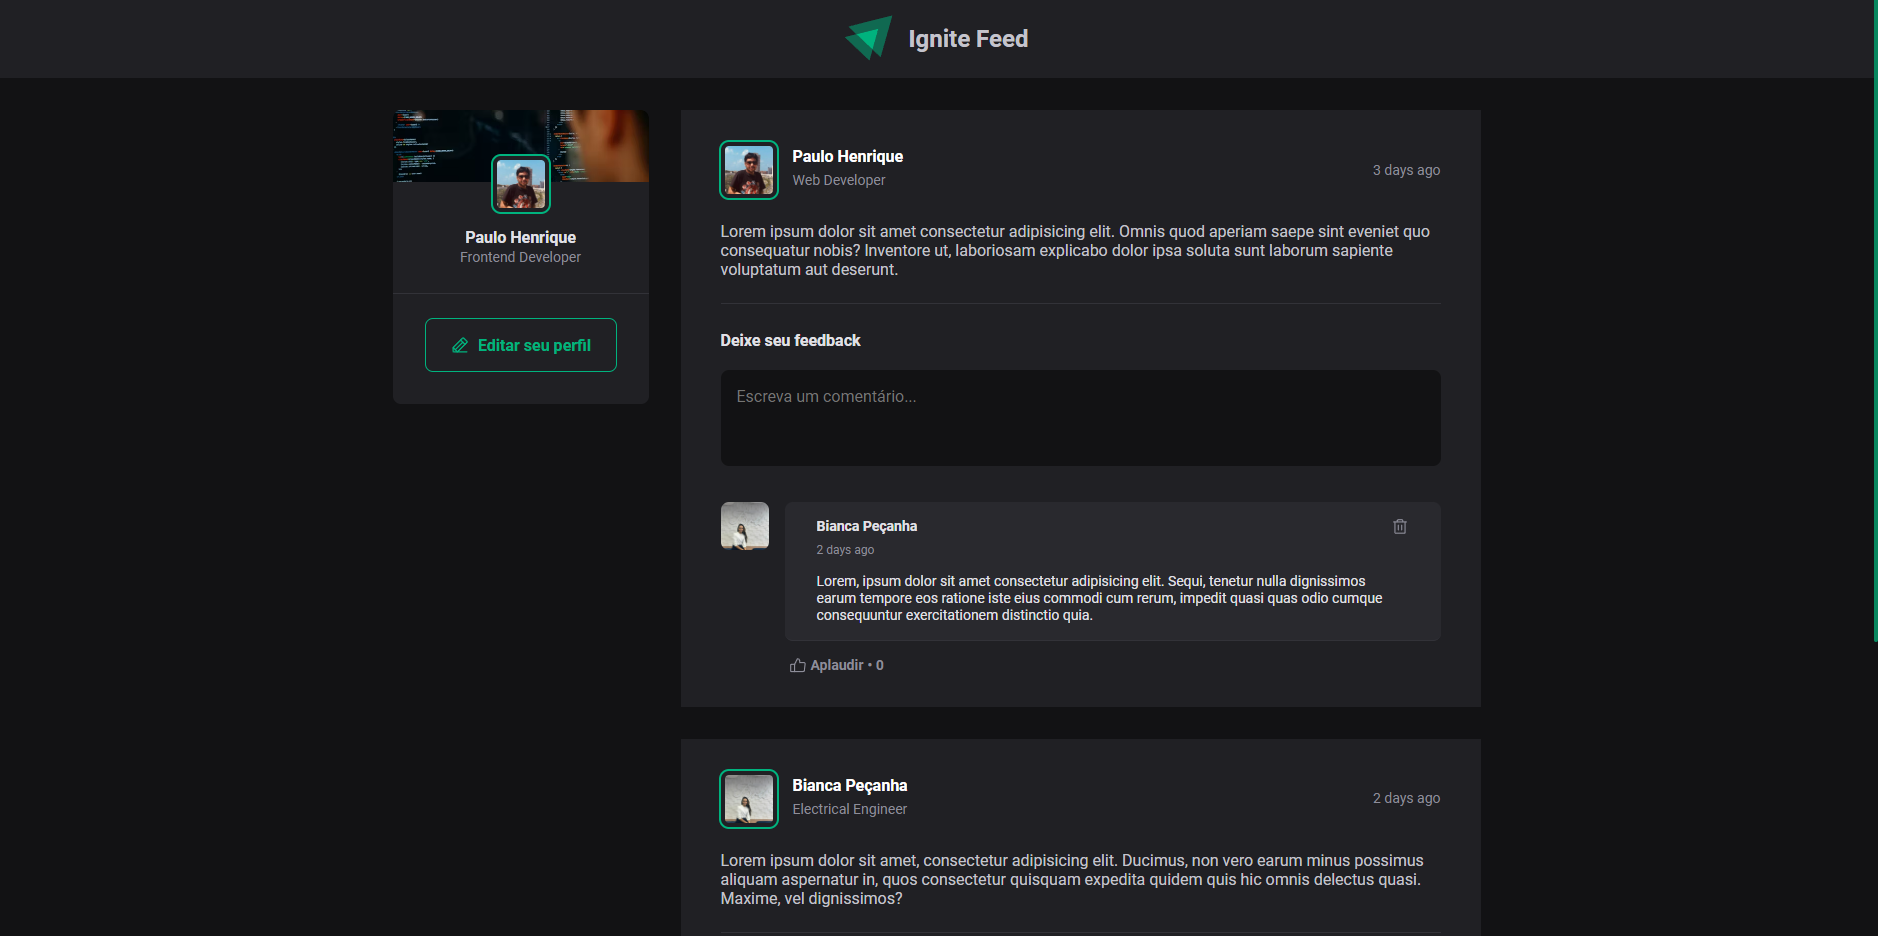 Ignite Feed
Paulo Henrique
Frontend Developer
Editar seu perfil
Paulo Henrique
Web Developer
3 days ago
Lorem ipsum dolor sit amet consectetur adipisicing elit. Omnis quod aperiam saepe sint eveniet quo
consequatur nobis? Inventore ut, laboriosam explicabo dolor ipsa soluta sunt laborum sapiente
voluptatum aut deserunt.
Deixe seu feedback
Escreva um comentário...
Bianca Peçanha
2 days ago
Lorem, ipsum dolor sit amet consectetur adipisicing elit. Sequi, tenetur nulla dignissimos
earum tempore eos ratione iste eius commodi cum rerum, impedit quasi quas odio cumque
consequuntur exercitationem distinctio quia.
Aplaudir • 0
Bianca Peçanha
Electrical Engineer
2 days ago
Lorem ipsum dolor sit amet, consectetur adipisicing elit. Ducimus, non vero earum minus possimus
aliquam aspernatur in, quos consectetur quisquam expedita quidem quis hic omnis delectus quasi.
Maxime, vel dignissimos?